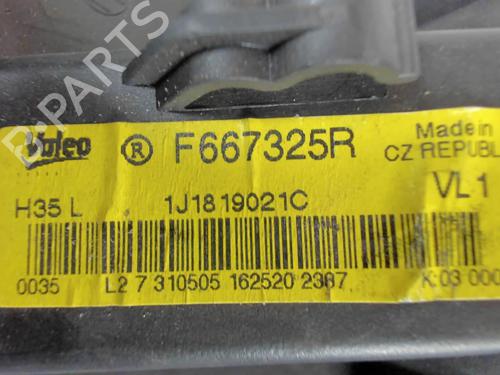 B-PARTS
Valeo ® F667325R Made in
CZ REPUBL
H35 L 1J1819021C VL1
0035 L2 7 310505 162520 2387 K 03 000